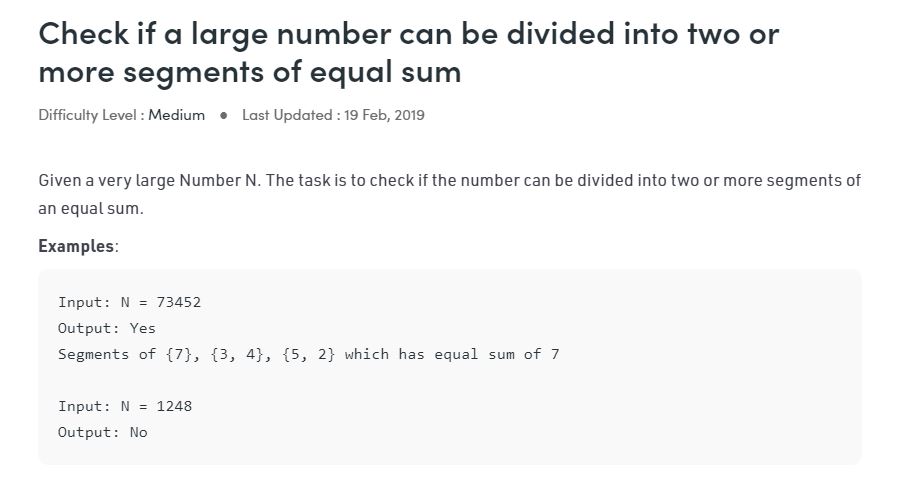 Check if a large number can be divided into two or
more segments of equal sum
Difficulty Level : Medium ● Last Updated : 19 Feb, 2019
Given a very large Number N. The task is to check if the number can be divided into two or more segments of
an equal sum.
Examples:
Input: N = 73452
Output: Yes
Segments of {7}, {3, 4}, {5, 2} which has equal sum of 7
Input: N = 1248
Output: No